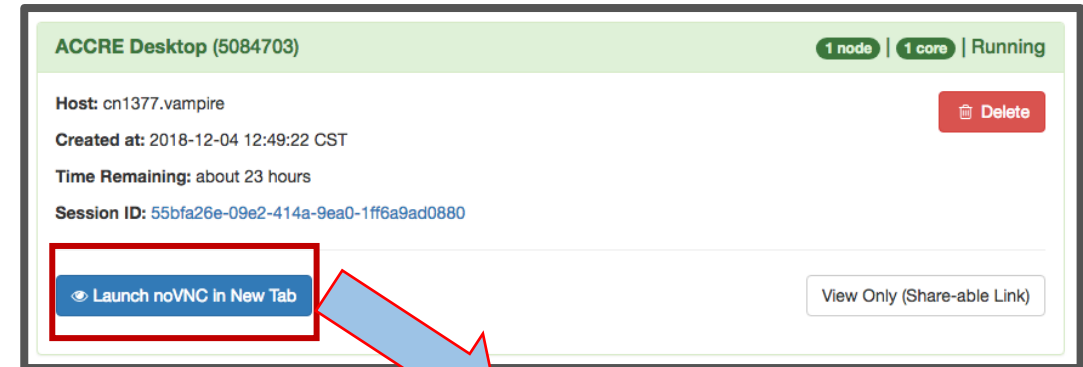 ACCRE Desktop (5084703)
1 node | 1 core | Running
Host: cn1377.vampire
Delete
Created at: 2018-12-04 12:49:22 CST
Time Remaining: about 23 hours
Session ID: 55bfa26e-09e2-414a-9ea0-1ff6a9ad0880
Launch noVNC in New Tab
View Only (Share-able Link)